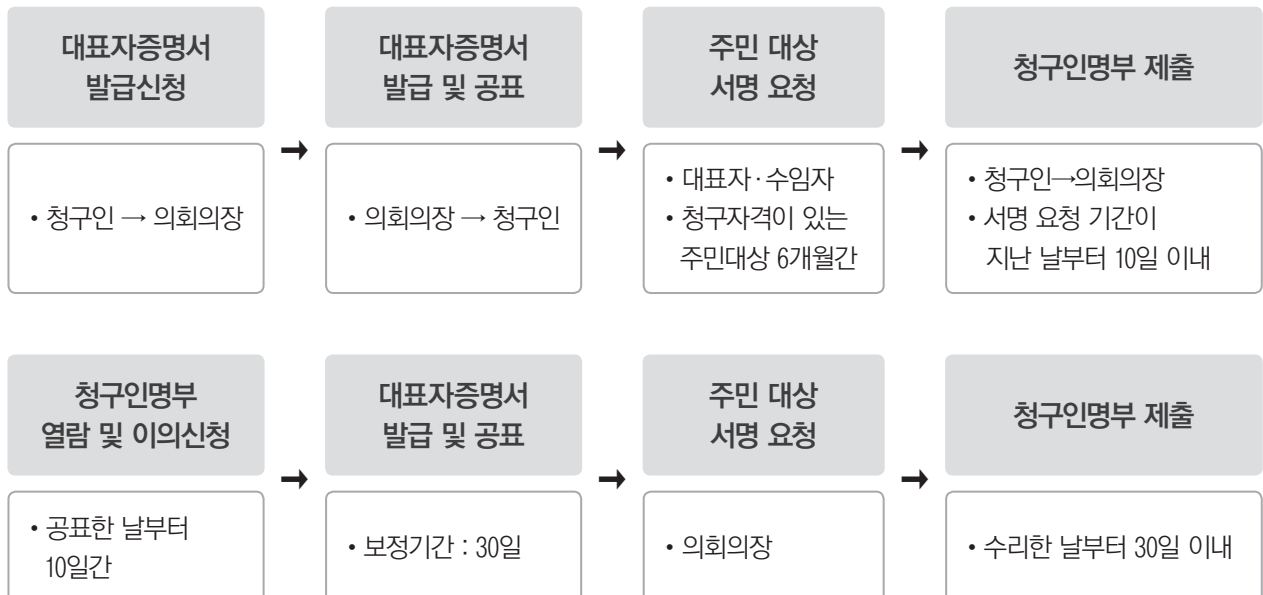 대표자증명서
발급신청
대표자증명서
발급 및 공표
주민 대상
서명 요청
청구인명부 제출
• 청구인 → 의회의장
• 의회의장 → 청구인
• 대표자·수임자
• 청구자격이 있는
주민대상 6개월간
• 청구인→의회의장
• 서명 요청 기간이
지난 날부터 10일 이내
청구인명부
열람 및 이의신청
대표자증명서
발급 및 공표
주민 대상
서명 요청
청구인명부 제출
• 공표한 날부터
10일간
• 보정기간 : 30일
• 의회의장
• 수리한 날부터 30일 이내